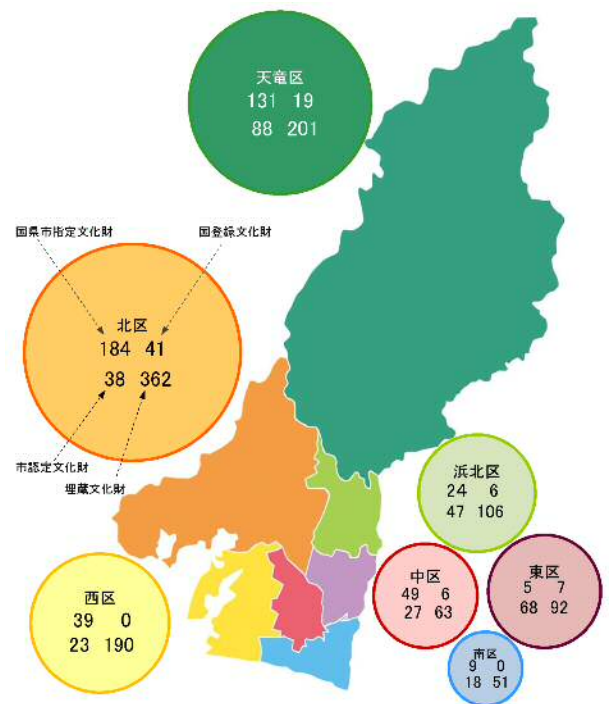 天竜区
131 19
88 201
国県市指定文化財
国登録文化財
北区
184 41
38 362
市認定文化財
埋蔵文化財
浜北区
24 6
47 106
中区
49 6
27 63
東区
5 7
68 92
西区
39 0
23 190
南区
9 0
18 51